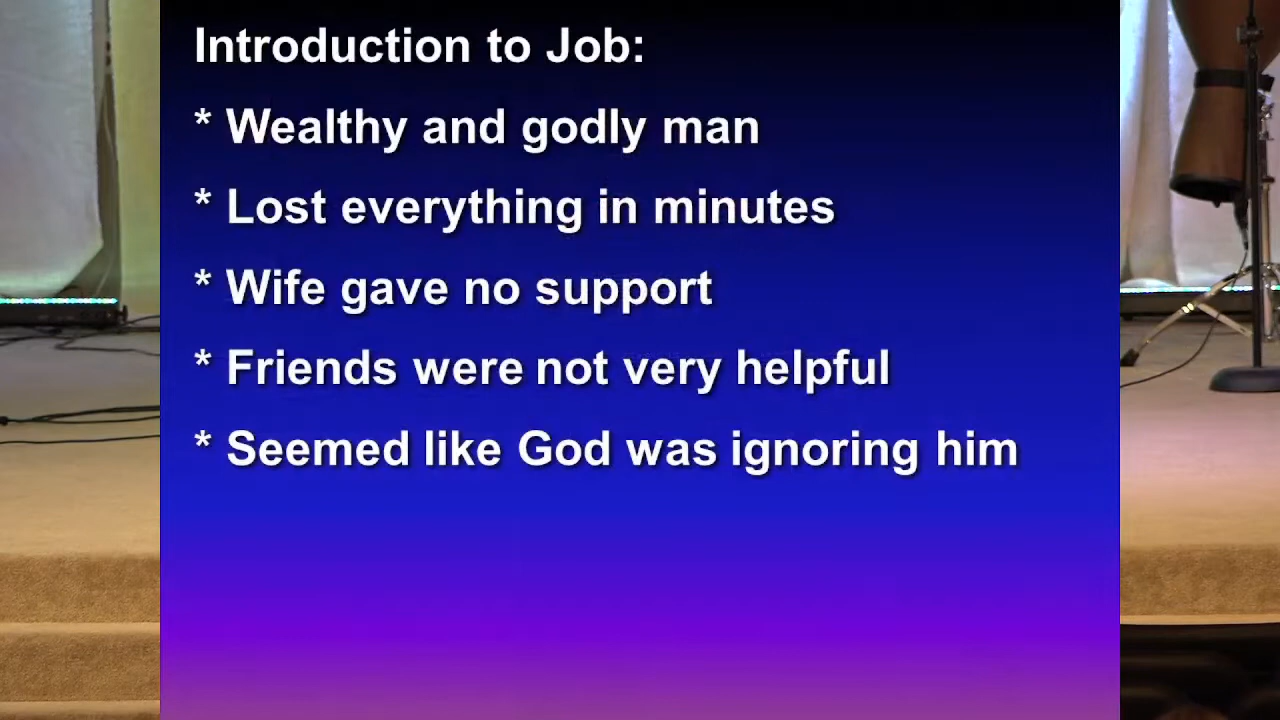 Introduction to Job:
* Wealthy and godly man
* Lost everything in minutes
* Wife gave no support
* Friends were not very helpful
* Seemed like God was ignoring him